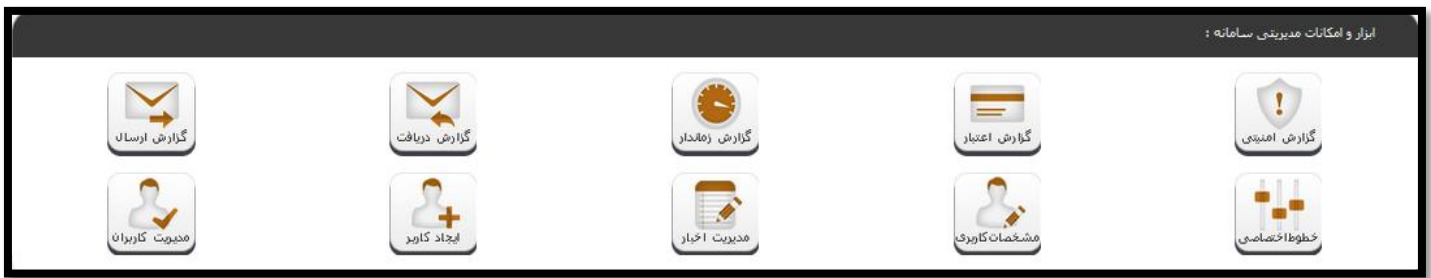 ابزار و امکانات مدیریتی سامانه :
گزارش امنیتی
گزارش اعتبار
گزارش زماندار
گزارش دریافت
گزارش ارسال
خطوط اختصاصی
مشخصات کاربری
مدیریت اخبار
ایجاد کاربر
مدیریت کاربران